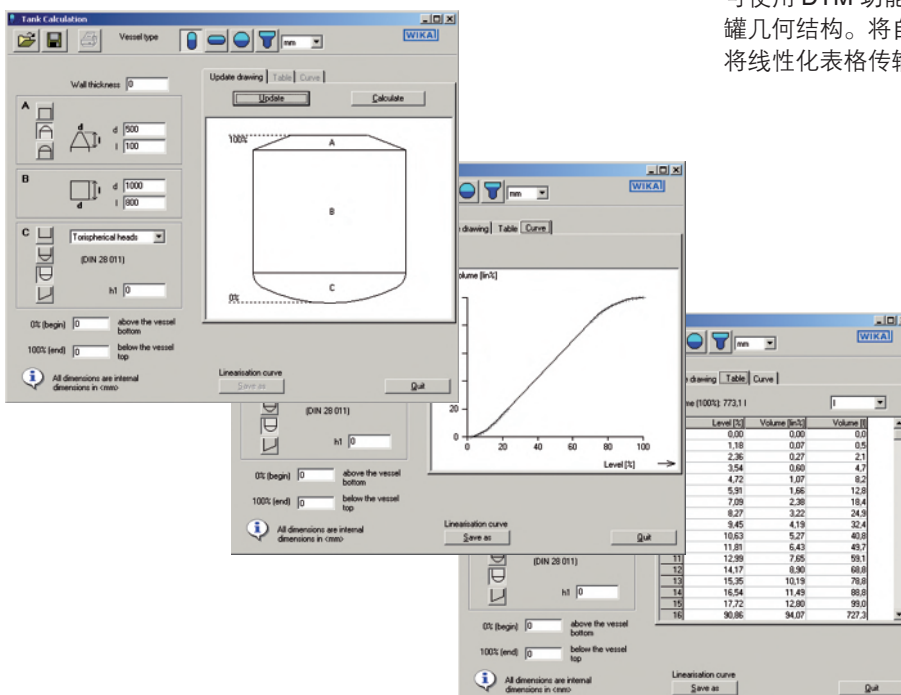 可使用 DTM 功能
罐几何结构。将自
将线性化表格传输
Tank Calculation
Vessel type
mm
WIKA
Wall thickness 0
Update drawing Table Curve
Update Calculate
A
d
l
d 500
l 100
B
l
d
d 1000
l 800
C
Torispherical heads
(DIN 28 011)
h1 0
100%
A
B
C
0%
0% (begin) 0 above the vessel
bottom
100% (end) 0 below the vessel
top
All dimensions are internal
dimensions in <mm>
Linearisation curve
Save as Quit
mm
WIKA
drawing Table Curve
olume [lin%]
20
0
0 20 40 60 80 100
Level [%]
(DIN 28 011)
h1 0
0% (begin) 0 above the vessel
bottom
100% (end) 0 below the vessel
top
All dimensions are internal
dimensions in <mm>
Linearisation curve
Save as Quit
mm
WIKA
drawing Table Curve
me (100%): 773,1 l
l
Level [%] Volume [lin%] Volume [l]
0,00 0,00 0,0
1,18 0,07 0,5
2,36 0,27 2,1
3,54 0,60 4,7
4,72 1,07 8,2
5,91 1,66 12,8
7,09 2,38 18,4
8,27 3,22 24,9
9,45 4,19 32,4
10,63 5,27 40,8
11,81 6,43 49,7
11 12,99 7,65 59,1
12 14,17 8,90 68,8
13 15,35 10,19 78,8
14 16,54 11,49 88,8
15 17,72 12,80 99,0
16 90,86 94,07 727,3
(DIN 28 011)
h1 0
0% (begin) 0 above the vessel
bottom
100% (end) 0 below the vessel
top
All dimensions are internal
dimensions in <mm>
Linearisation curve
Save as Quit